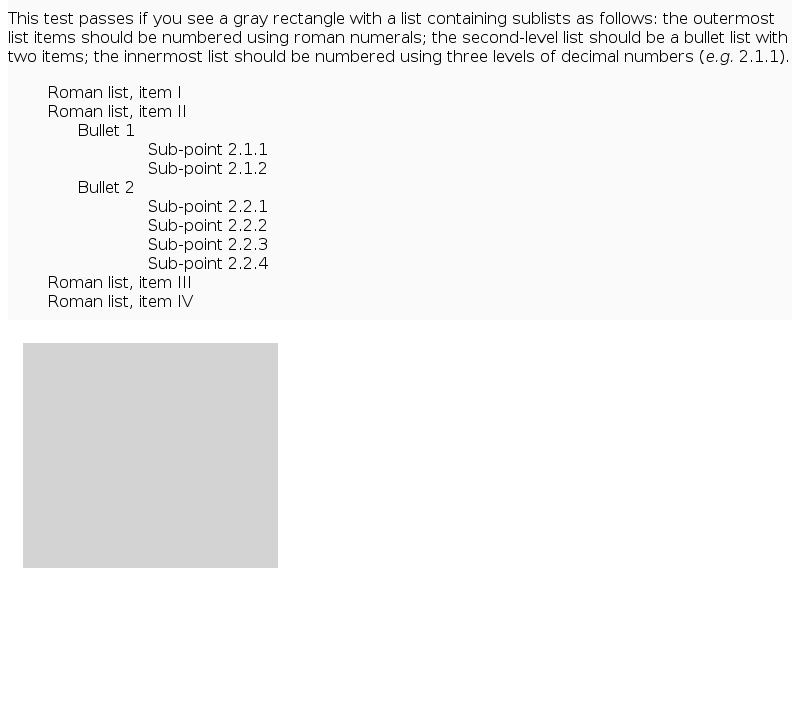 This test passes if you see a gray rectangle with a list containing sublists as follows: the outermost
list items should be numbered using roman numerals; the second-level list should be a bullet list with
two items; the innermost list should be numbered using three levels of decimal numbers (e.g. 2.1.1).
Roman list, item I
Roman list, item II
Bullet 1
Sub-point 2.1.1
Sub-point 2.1.2
Bullet 2
Sub-point 2.2.1
Sub-point 2.2.2
Sub-point 2.2.3
Sub-point 2.2.4
Roman list, item III
Roman list, item IV